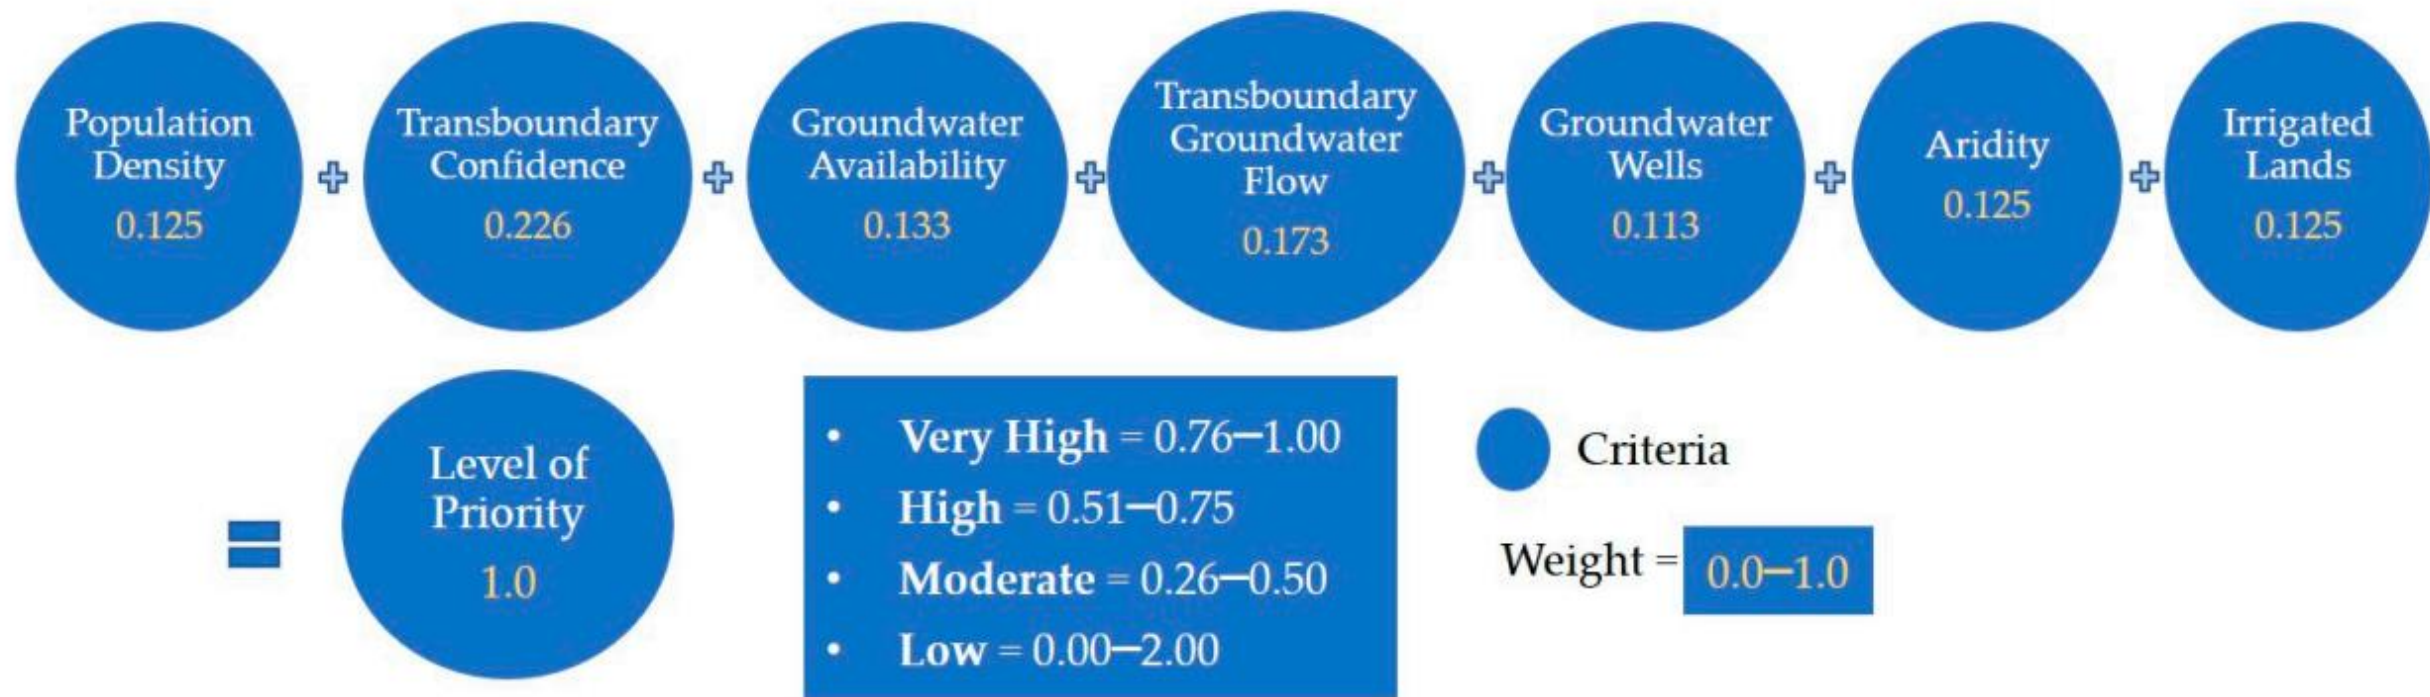 Population
Density
0.125
Transboundary
Confidence
0.226
Groundwater
Availability
0.133
Transboundary
Groundwater
Flow
0.173
Groundwater
Wells
0.113
Aridity
0.125
Irrigated
Lands
0.125
Level of
Priority
1.0
• Very High = 0.76–1.00
• High = 0.51–0.75
• Moderate = 0.26–0.50
• Low = 0.00–2.00
Criteria
Weight = 0.0–1.0